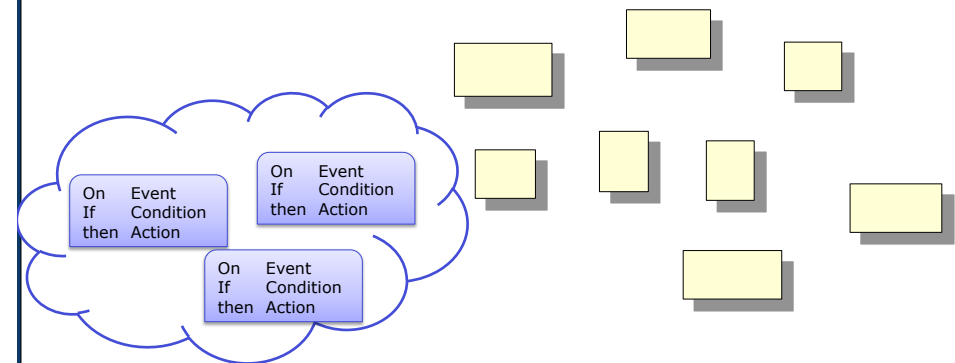 On Event
If Condition
then Action
On Event
If Condition
then Action
On Event
If Condition
then Action